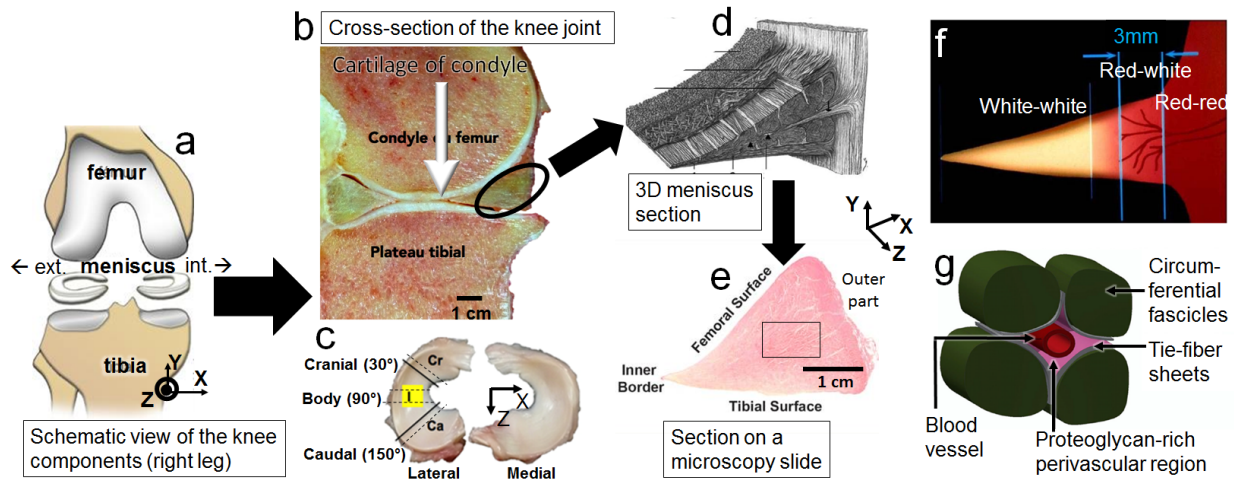 a
femur
← ext.
meniscus
int.→
tibia
Y
X
Z
Schematic view of the knee
components (right leg)
b
Cross-section of the knee joint
Cartilage of condyle
Condyle du femur
Plateau tibial
1 cm
c
Cranial (30°)
Body (90°)
Caudal (150°)
Cr
I
Ca
X
Z
Lateral
Medial
d
3D meniscus
section
Y
X
Z
e
Femoral Surface
Outer
part
Inner
Border
1 cm
Tibial Surface
Section on a
microscopy slide
f
3mm
Red-white
White-white
Red-red
g
Circum-
ferential
fascicles
Tie-fiber
sheets
Blood
vessel
Proteoglycan-rich
perivascular region